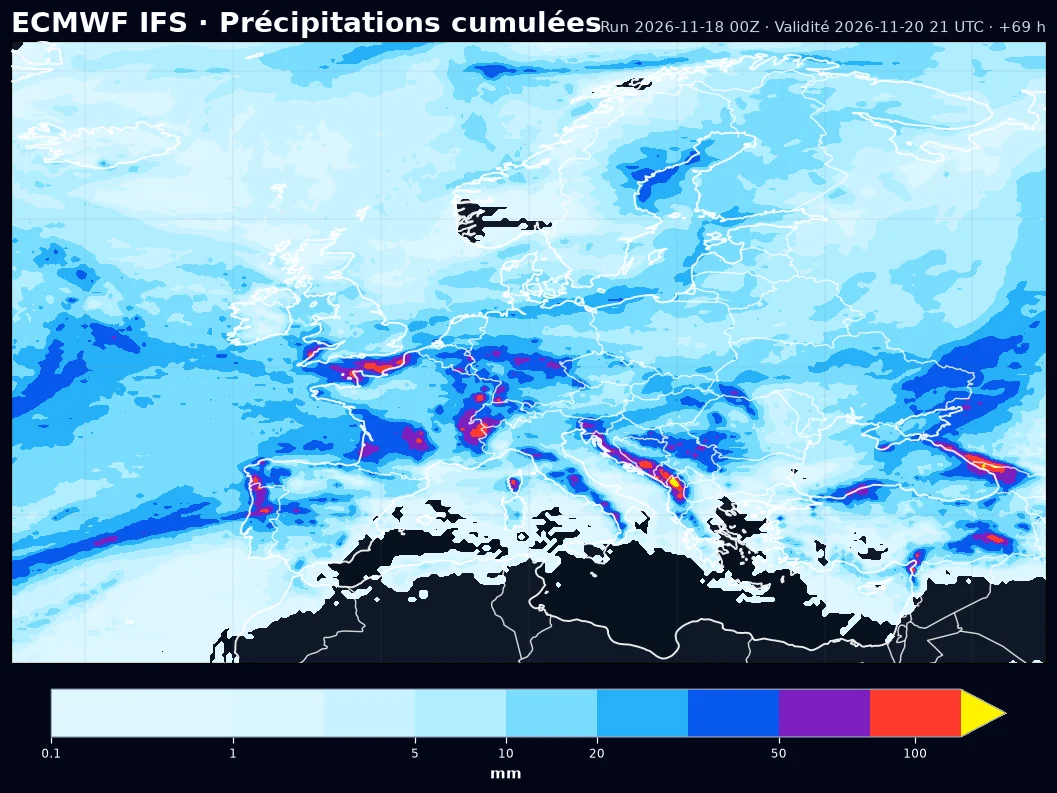 ECMWF IFS · Précipitations cumulées
Run 2026-11-18 00Z · Validité 2026-11-20 21 UTC · +69 h
0.1 1 5 10 20 50 100
mm